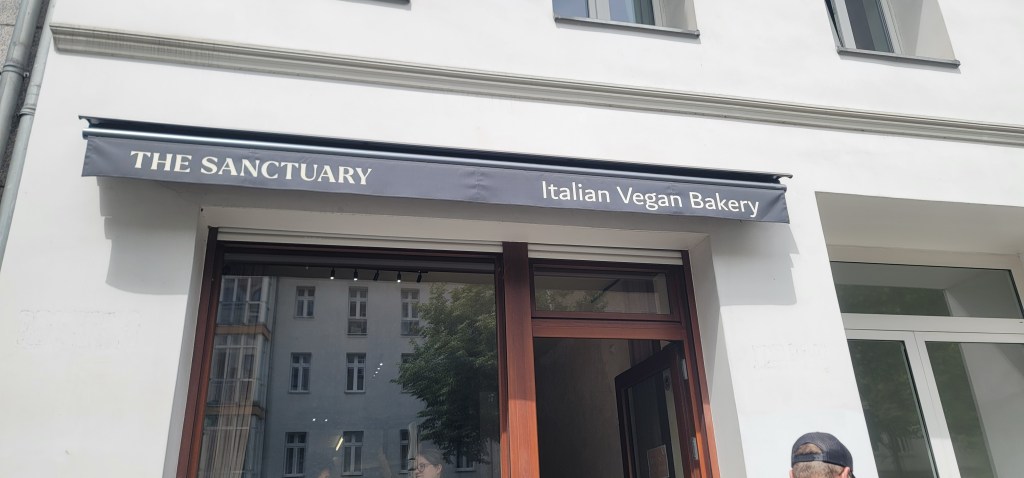 THE SANCTUARY
Italian Vegan Bakery